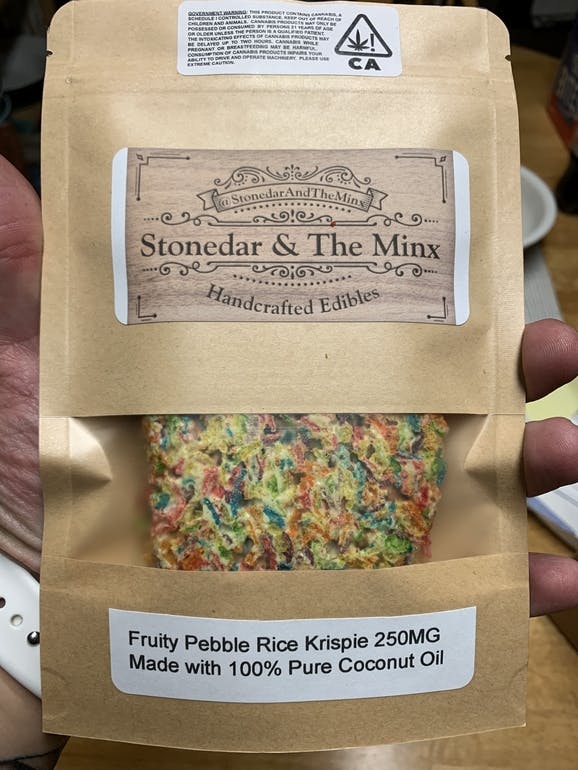 GOVERNMENT WARNING: THIS PRODUCT CONTAINS CANNABIS, A
SCHEDULE I CONTROLLED SUBSTANCE. KEEP OUT OF REACH OF
CHILDREN AND ANIMALS. CANNABIS PRODUCTS MAY ONLY BE
POSSESSED OR CONSUMED BY PERSONS 21 YEARS OF AGE
OR OLDER UNLESS THE PERSON IS A QUALIFIED PATIENT.
THE INTOXICATING EFFECTS OF CANNABIS PRODUCTS MAY
BE DELAYED UP TO TWO HOURS. CANNABIS WHILE
PREGNANT OR BREASTFEEDING MAY BE HARMFUL.
CONSUMPTION OF CANNABIS PRODUCTS IMPAIRS YOUR
ABILITY TO DRIVE AND OPERATE MACHINERY. PLEASE USE
EXTREME CAUTION.
!
CA
@StonedarAndTheMinx
Stonedar & The Minx
Handcrafted Edibles
Fruity Pebble Rice Krispie 250MG
Made with 100% Pure Coconut Oil